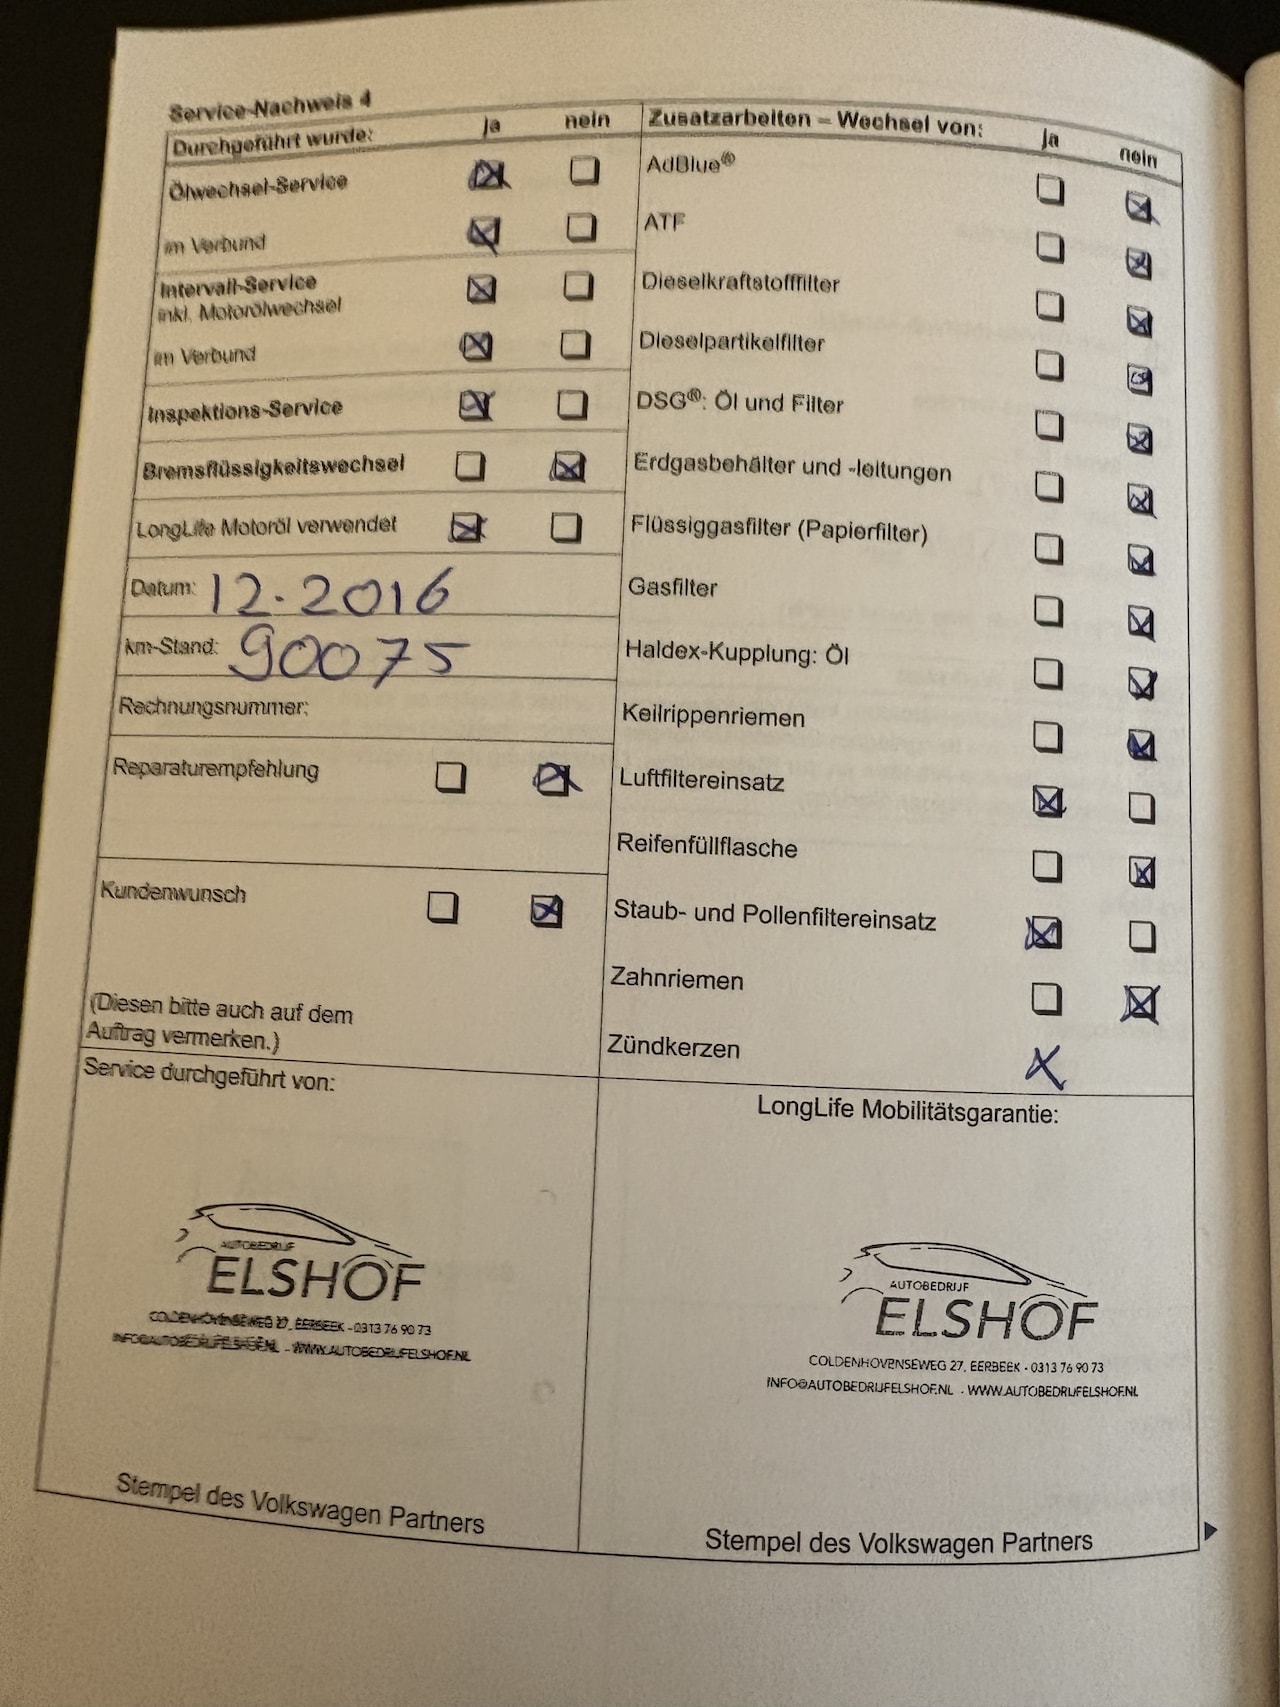 Service-Nachweis 4
Durchgeführt wurde: ja nein
Ölwechsel-Service
im Verbund
Intervall-Service
inkl. Motorölwechsel
im Verbund
Inspektions-Service
Bremsflüssigkeitswechsel
LongLife Motoröl verwendet
Datum: 12.2016
km-Stand: 90075
Rechnungsnummer:
Reparaturempfehlung
Kundenwunsch
(Diesen bitte auch auf dem
Auftrag vermerken.)
Zusatzarbeiten – Wechsel von: ja nein
AdBlue®
ATF
Dieselkraftstofffilter
Dieselpartikelfilter
DSG®: Öl und Filter
Erdgasbehälter und -leitungen
Flüssiggasfilter (Papierfilter)
Gasfilter
Haldex-Kupplung: Öl
Keilrippenriemen
Luftfiltereinsatz
Reifenfüllflasche
Staub- und Pollenfiltereinsatz
Zahnriemen
Zündkerzen X
Service durchgeführt von:
AUTOBEDRIJF
ELSHOF
COLDENHOVENSEWEG 27, EERBEEK - 0313 76 90 73
INFO@AUTOBEDRIJFELSHOF.NL - WWW.AUTOBEDRIJFELSHOF.NL
Stempel des Volkswagen Partners
LongLife Mobilitätsgarantie:
AUTOBEDRIJF
ELSHOF
COLDENHOVENSEWEG 27, EERBEEK - 0313 76 90 73
INFO@AUTOBEDRIJFELSHOF.NL - WWW.AUTOBEDRIJFELSHOF.NL
Stempel des Volkswagen Partners